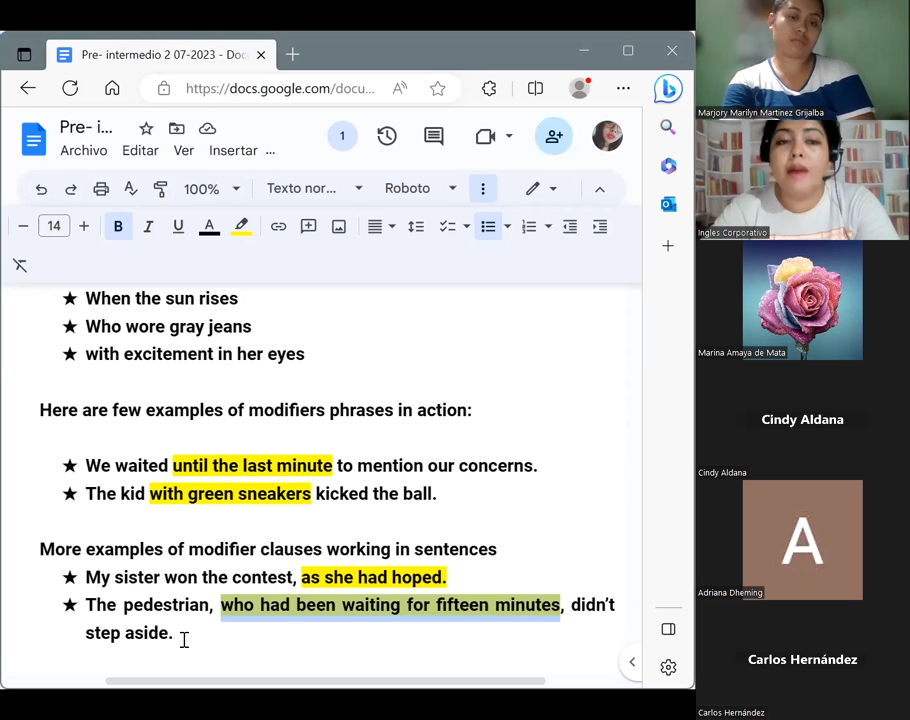 Pre- intermedio 2 07-2023 - Doc
https://docs.google.com/docu...
Pre- i...
Archivo Editar Ver Insertar ...
1
100% Texto nor... Roboto
14 B I U A
When the sun rises
Who wore gray jeans
with excitement in her eyes
Here are few examples of modifiers phrases in action:
We waited until the last minute to mention our concerns.
The kid with green sneakers kicked the ball.
More examples of modifier clauses working in sentences
My sister won the contest, as she had hoped.
The pedestrian, who had been waiting for fifteen minutes, didn't
step aside.
Marjory Marilyn Martinez Grijalba
Ingles Corporativo
Marina Amaya de Mata
Cindy Aldana
Cindy Aldana
A
Adriana Dheming
Carlos Hernández
Carlos Hernández